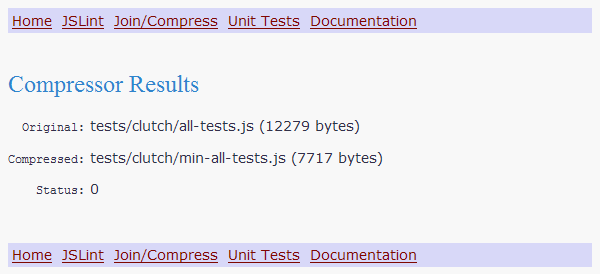 Home JSLint Join/Compress Unit Tests Documentation
Compressor Results
Original: tests/clutch/all-tests.js (12279 bytes)
Compressed: tests/clutch/min-all-tests.js (7717 bytes)
Status: 0
Home JSLint Join/Compress Unit Tests Documentation